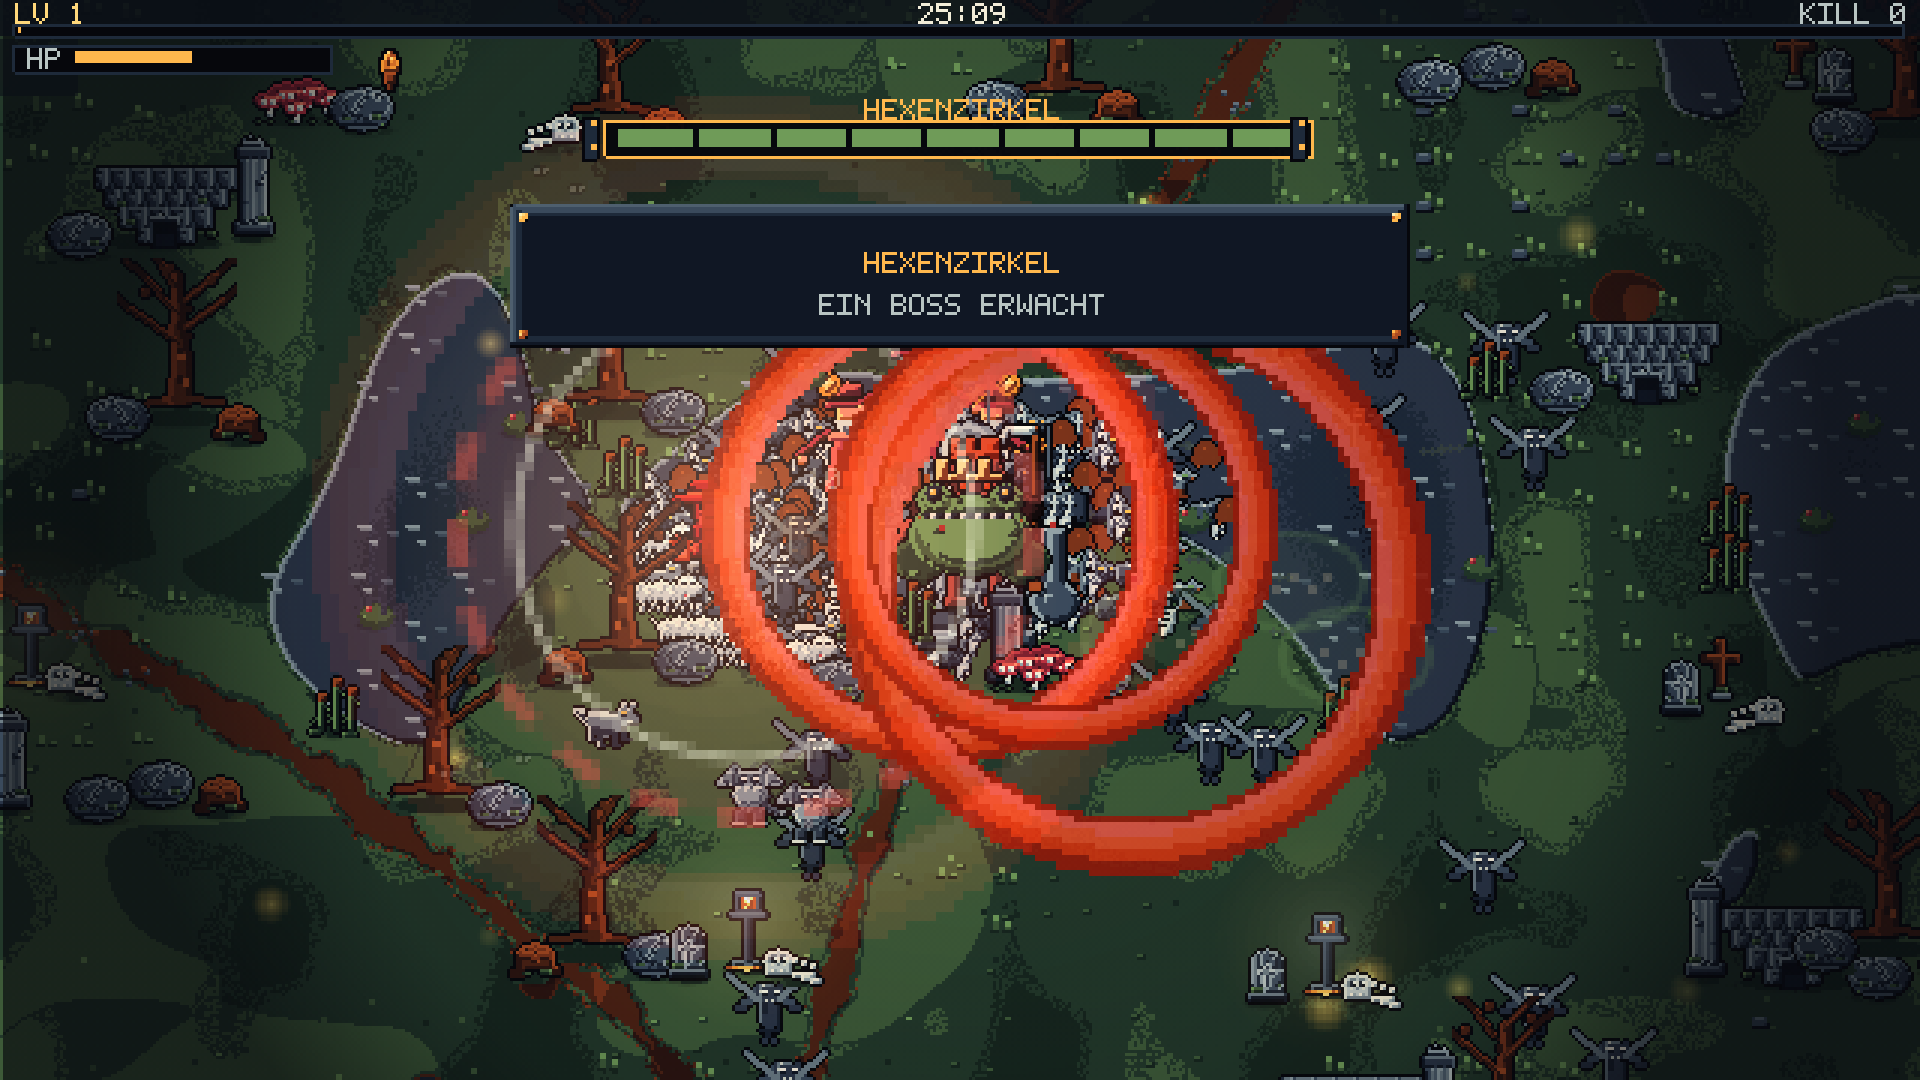 LV 1
25:09
KILL 0
HP
HEXENZIRKEL
HEXENZIRKEL
EIN BOSS ERWACHT